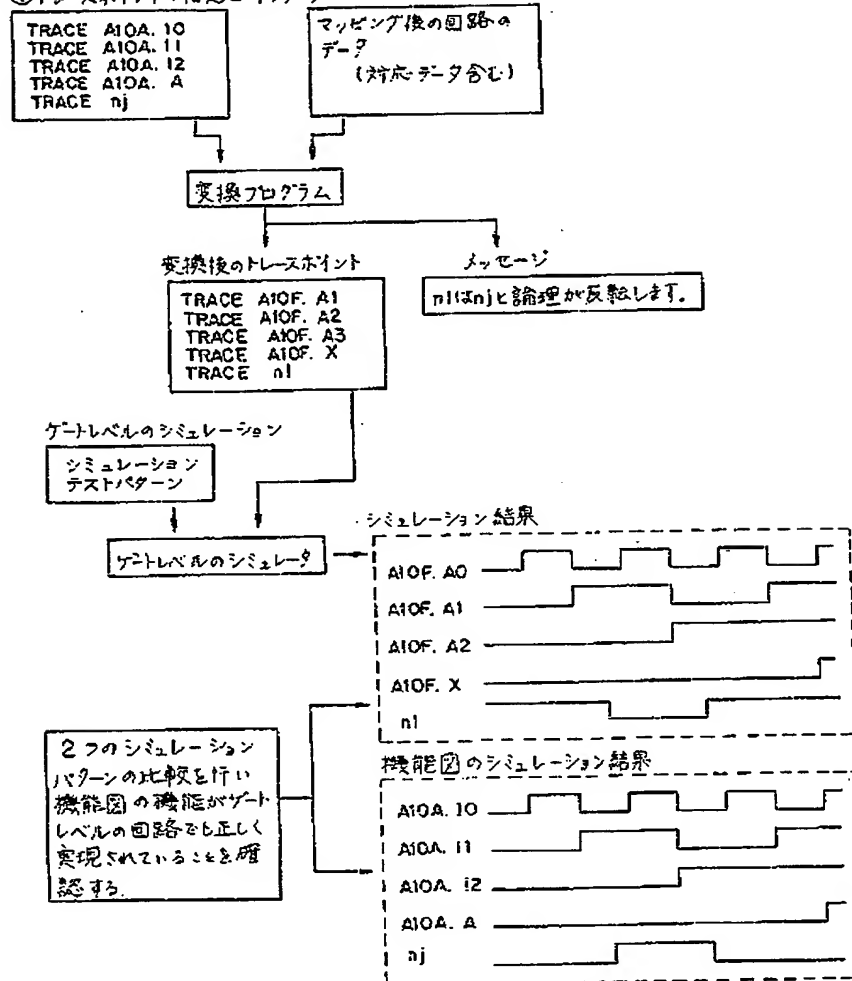 TRACE A10A. I0
TRACE A10A. I1
TRACE A10A. I2
TRACE A10A. A
TRACE nj
マッピング後の回路の
データ
(対応データ含む)
変換プログラム
変換後のトレースポイント
メッセージ
TRACE A10F. A1
TRACE A10F. A2
TRACE A10F. A3
TRACE A10F. X
TRACE nl
nlはnjと論理が反転します。
ゲートレベルのシミュレーション
シミュレーション
テストパターン
ゲートレベルのシミュレータ
シミュレーション結果
A10F. A0
A10F. A1
A10F. A2
A10F. X
nl
2つのシミュレーション
パターンの比較を行い
機能図の機能がゲート
レベルの回路でも正しく
実現されていることを確
認する.
機能図のシミュレーション結果
A10A. I0
A10A. i1
A10A. i2
A10A. A
nj